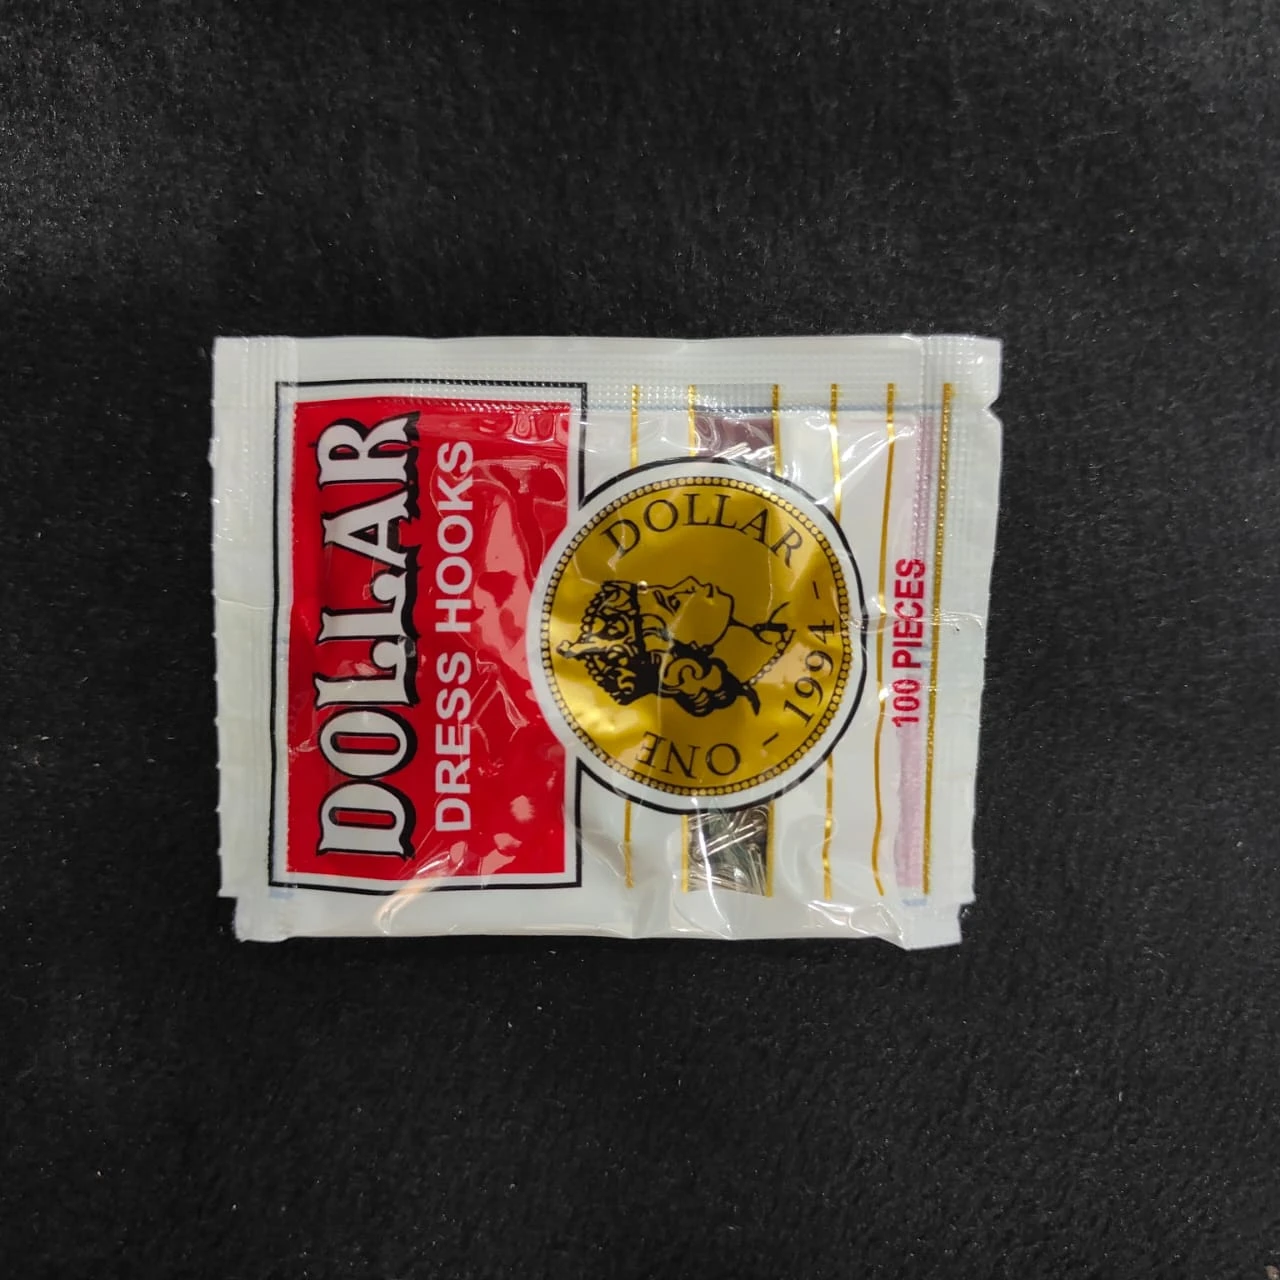 DOLLAR
DRESS HOOKS
DOLLAR
ONE
- 1994 -
100 PIECES